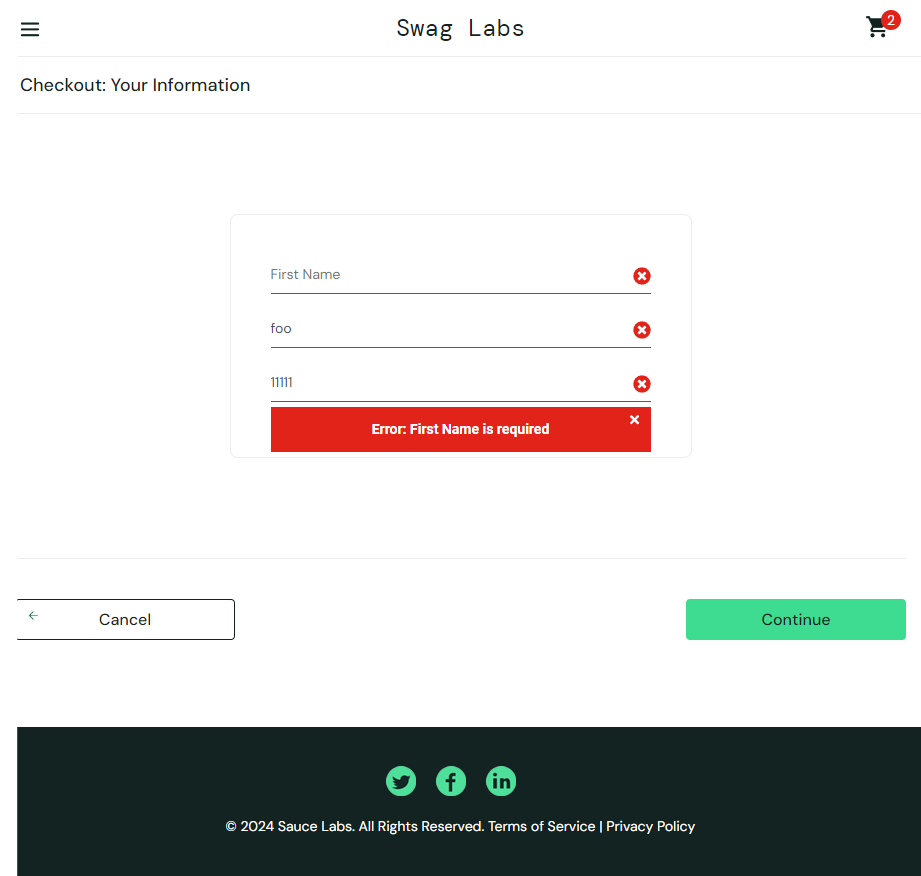 Swag Labs
2
Checkout: Your Information
First Name
foo
11111
Error: First Name is required
Cancel
Continue
© 2024 Sauce Labs. All Rights Reserved. Terms of Service | Privacy Policy